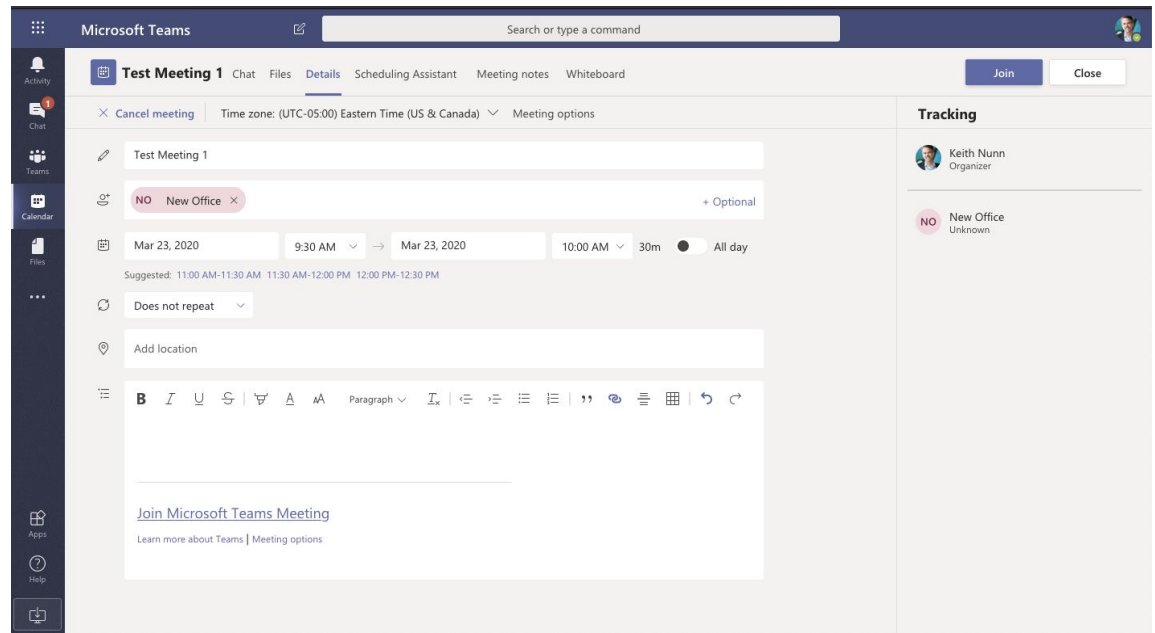 Microsoft Teams
Search or type a command
Activity
1
Chat
Teams
Calendar
Files
Apps
Help
Test Meeting 1 Chat Files Details Scheduling Assistant Meeting notes Whiteboard
Join Close
Cancel meeting Time zone: (UTC-05:00) Eastern Time (US & Canada) Meeting options
Test Meeting 1
NO New Office × + Optional
Mar 23, 2020 9:30 AM → Mar 23, 2020 10:00 AM 30m All day
Suggested: 11:00 AM-11:30 AM 11:30 AM-12:00 PM 12:00 PM-12:30 PM
Does not repeat
Add location
B I U S A AA Paragraph Tx
Join Microsoft Teams Meeting
Learn more about Teams | Meeting options
Tracking
Keith Nunn
Organizer
NO New Office
Unknown